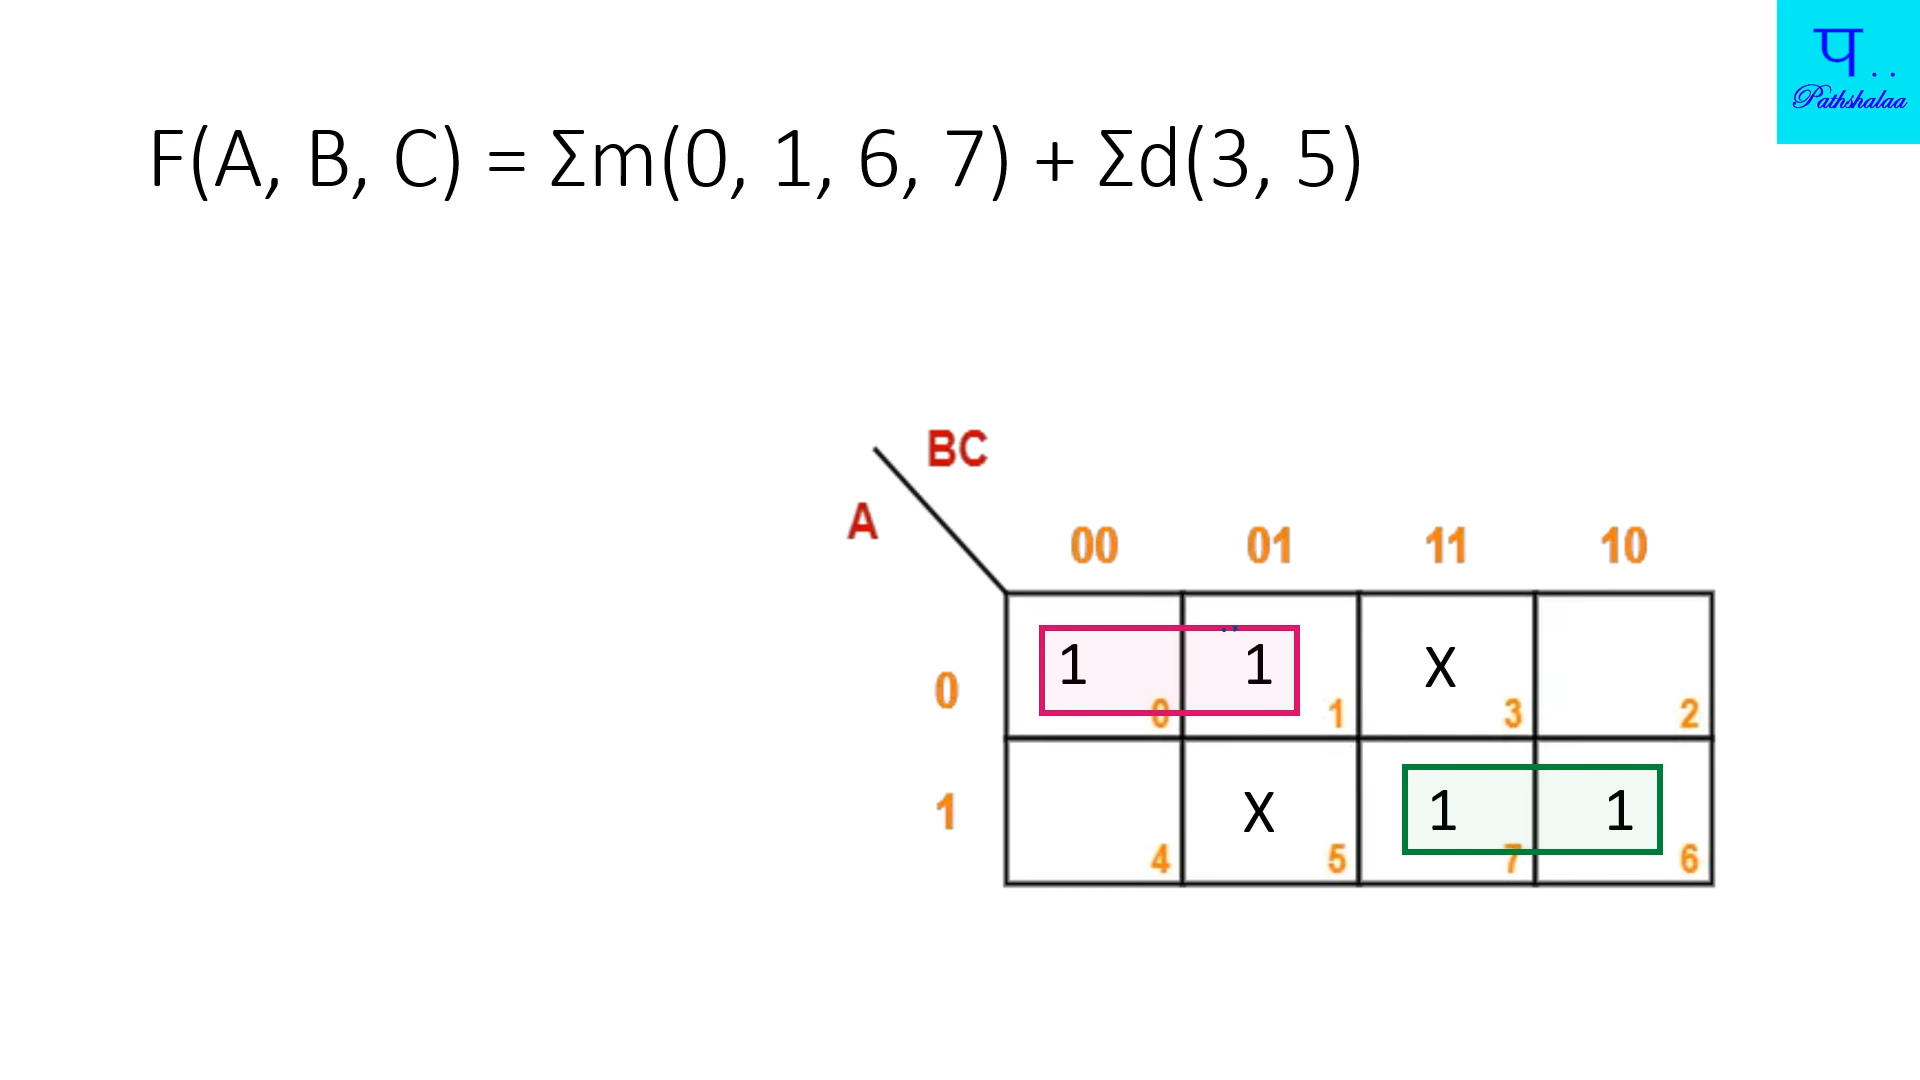 प..
Pathshalaa
F(A, B, C) = Σm(0, 1, 6, 7) + Σd(3, 5)
BC
A
00 01 11 10
0 1 1 X
0 1 3 2
1 X 1 1
4 5 7 6